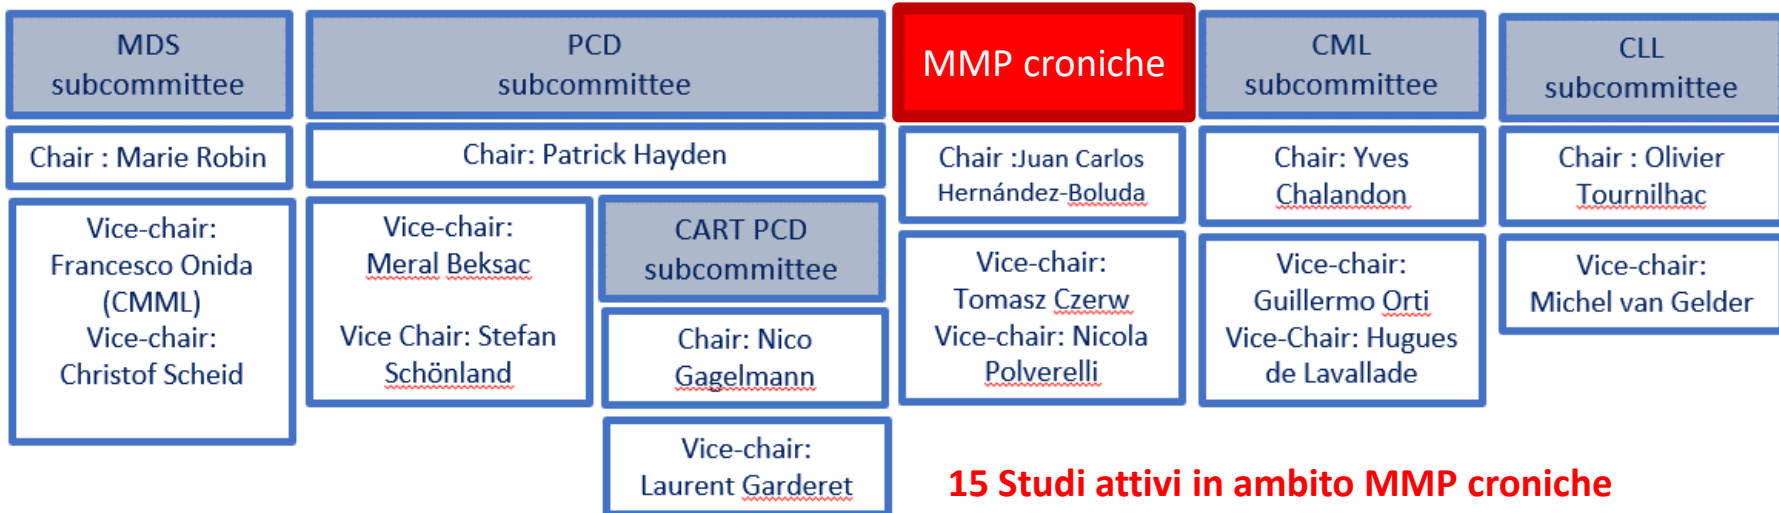 MDS
subcommittee
Chair : Marie Robin
Vice-chair:
Francesco Onida
(CMML)
Vice-chair:
Christof Scheid
PCD
subcommittee
Chair: Patrick Hayden
Vice-chair:
Meral Beksac
Vice Chair: Stefan
Schönland
CART PCD
subcommittee
Chair: Nico
Gagelmann
Vice-chair:
Laurent Garderet
MMP croniche
Chair :Juan Carlos
Hernández-Boluda
Vice-chair:
Tomasz Czerw
Vice-chair: Nicola
Polverelli
CML
subcommittee
Chair: Yves
Chalandon
Vice-chair:
Guillermo Orti
Vice-Chair: Hugues
de Lavallade
CLL
subcommittee
Chair : Olivier
Tournilhac
Vice-chair:
Michel van Gelder
15 Studi attivi in ambito MMP croniche